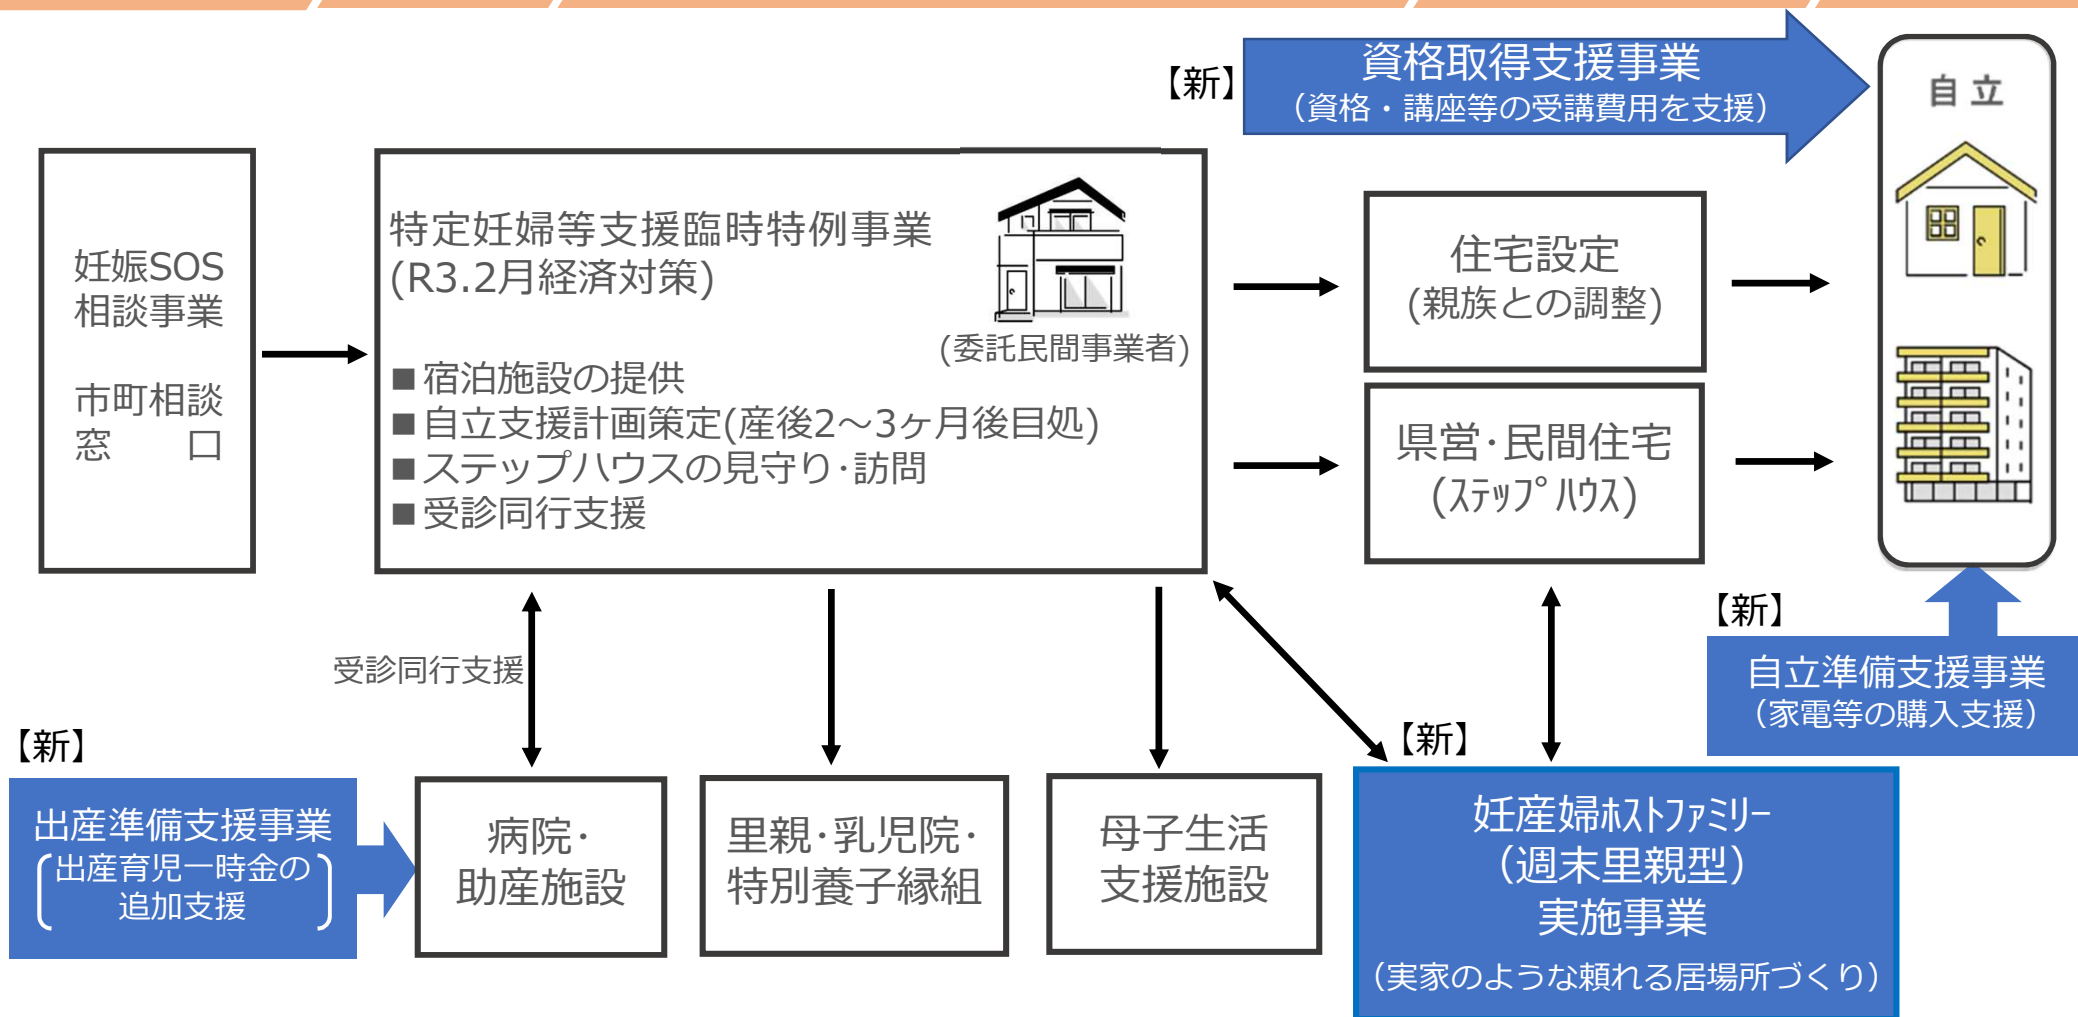 【新】
資格取得支援事業
（資格・講座等の受講費用を支援）
自立
妊娠SOS
相談事業
市町相談
窓　口
特定妊婦等支援臨時特例事業
(R3.2月経済対策)
(委託民間事業者)
■宿泊施設の提供
■自立支援計画策定(産後2～3ヶ月後目処)
■ステップハウスの見守り･訪問
■受診同行支援
住宅設定
(親族との調整)
県営･民間住宅
(ｽﾃｯﾌﾟﾊｳｽ)
【新】
自立準備支援事業
（家電等の購入支援）
受診同行支援
【新】
出産準備支援事業
出産育児一時金の
追加支援
病院･
助産施設
里親･乳児院･
特別養子縁組
母子生活
支援施設
【新】
妊産婦ﾎｽﾄﾌｧﾐﾘｰ
（週末里親型）
実施事業
（実家のような頼れる居場所づくり）